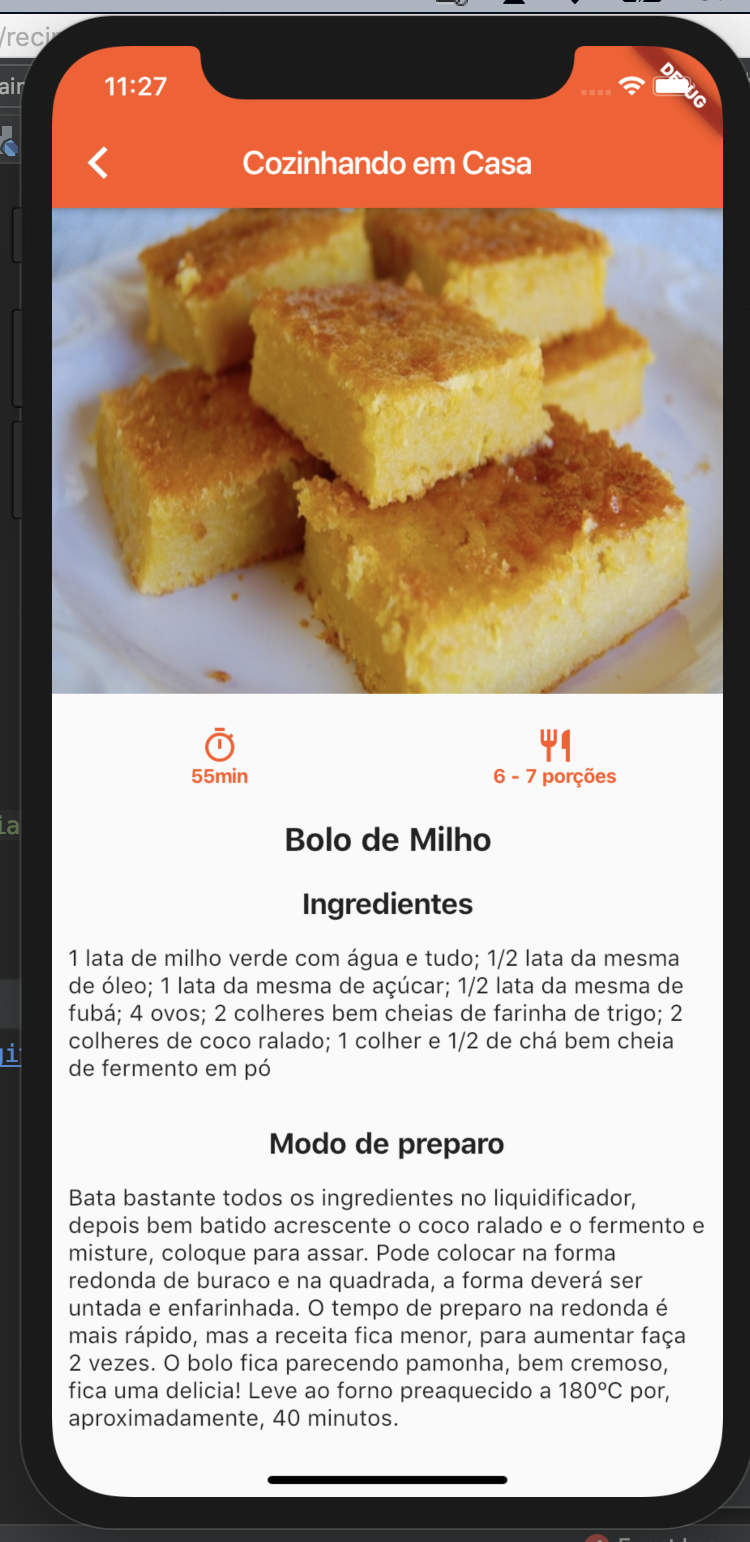 /reci
11:27
DEBUG
Cozinhando em Casa
55min
6 - 7 porções
Bolo de Milho
Ingredientes
1 lata de milho verde com água e tudo; 1/2 lata da mesma
de óleo; 1 lata da mesma de açúcar; 1/2 lata da mesma de
fubá; 4 ovos; 2 colheres bem cheias de farinha de trigo; 2
colheres de coco ralado; 1 colher e 1/2 de chá bem cheia
de fermento em pó
Modo de preparo
Bata bastante todos os ingredientes no liquidificador,
depois bem batido acrescente o coco ralado e o fermento e
misture, coloque para assar. Pode colocar na forma
redonda de buraco e na quadrada, a forma deverá ser
untada e enfarinhada. O tempo de preparo na redonda é
mais rápido, mas a receita fica menor, para aumentar faça
2 vezes. O bolo fica parecendo pamonha, bem cremoso,
fica uma delicia! Leve ao forno preaquecido a 180ºC por,
aproximadamente, 40 minutos.